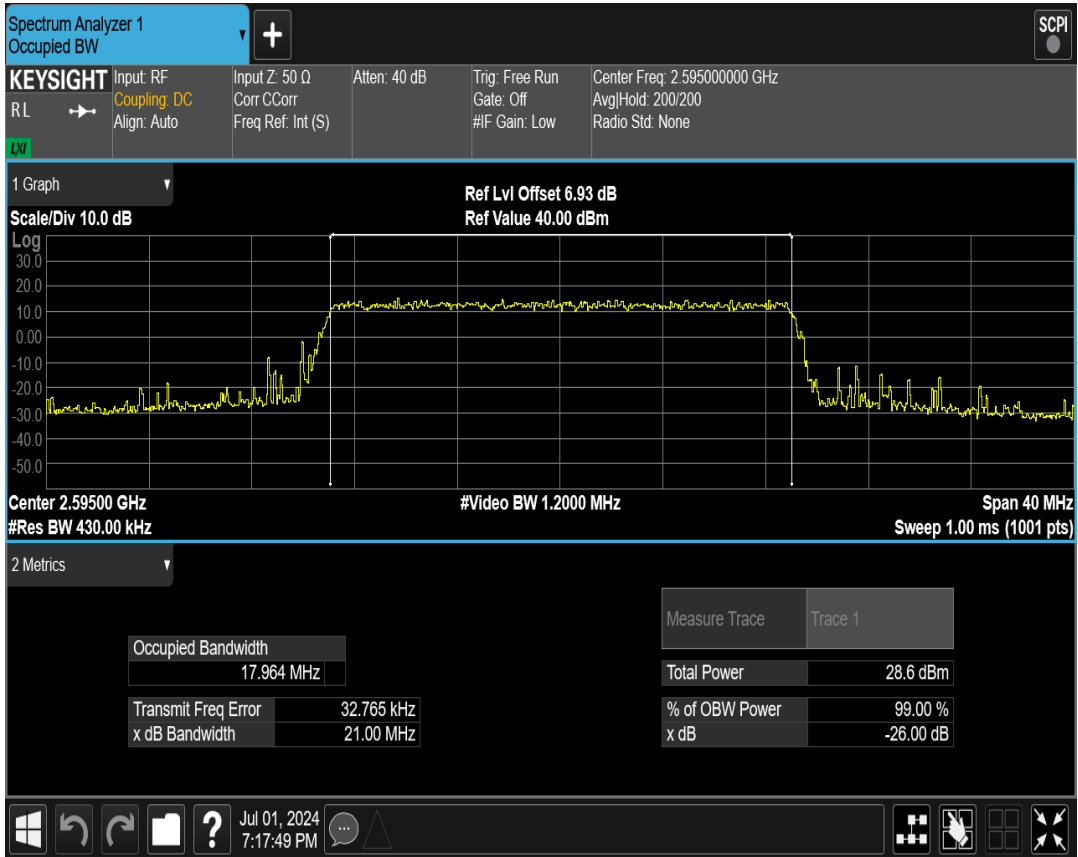 Spectrum Analyzer 1
Occupied BW
+
SCPI
KEYSIGHT
RL
LXI
Input: RF
Coupling: DC
Align: Auto
Input Z: 50 Ω
Corr CCorr
Freq Ref: Int (S)
Atten: 40 dB
Trig: Free Run
Gate: Off
#IF Gain: Low
Center Freq: 2.595000000 GHz
Avg|Hold: 200/200
Radio Std: None
1 Graph
Scale/Div 10.0 dB
Ref Lvl Offset 6.93 dB
Ref Value 40.00 dBm
Log
30.0
20.0
10.0
0.00
-10.0
-20.0
-30.0
-40.0
-50.0
Center 2.59500 GHz
#Video BW 1.2000 MHz
Span 40 MHz
#Res BW 430.00 kHz
Sweep 1.00 ms (1001 pts)
2 Metrics
Measure Trace Trace 1
Occupied Bandwidth
17.964 MHz
Total Power 28.6 dBm
Transmit Freq Error 32.765 kHz
% of OBW Power 99.00 %
x dB Bandwidth 21.00 MHz
x dB -26.00 dB
?
Jul 01, 2024
7:17:49 PM